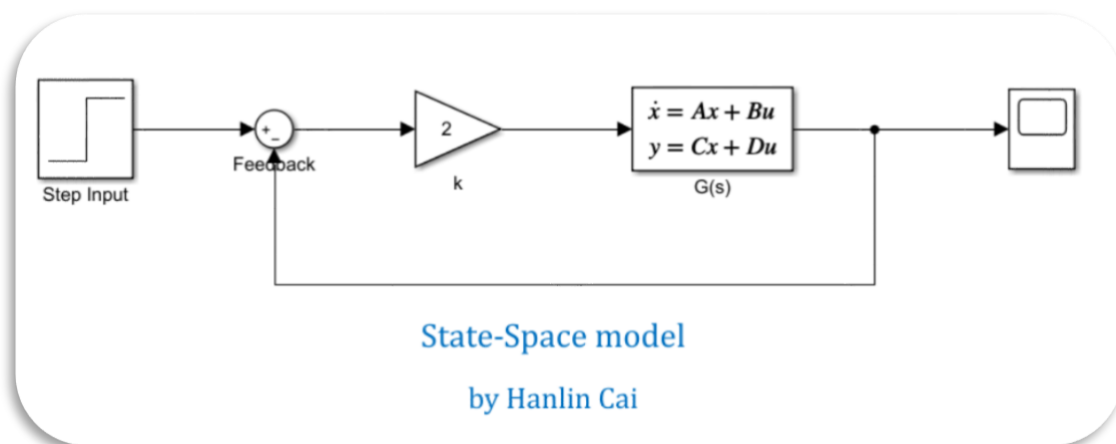 +
−
2
ẋ = Ax + Bu
y = Cx + Du
Feedback
k
G(s)
Step Input
State-Space model
by Hanlin Cai